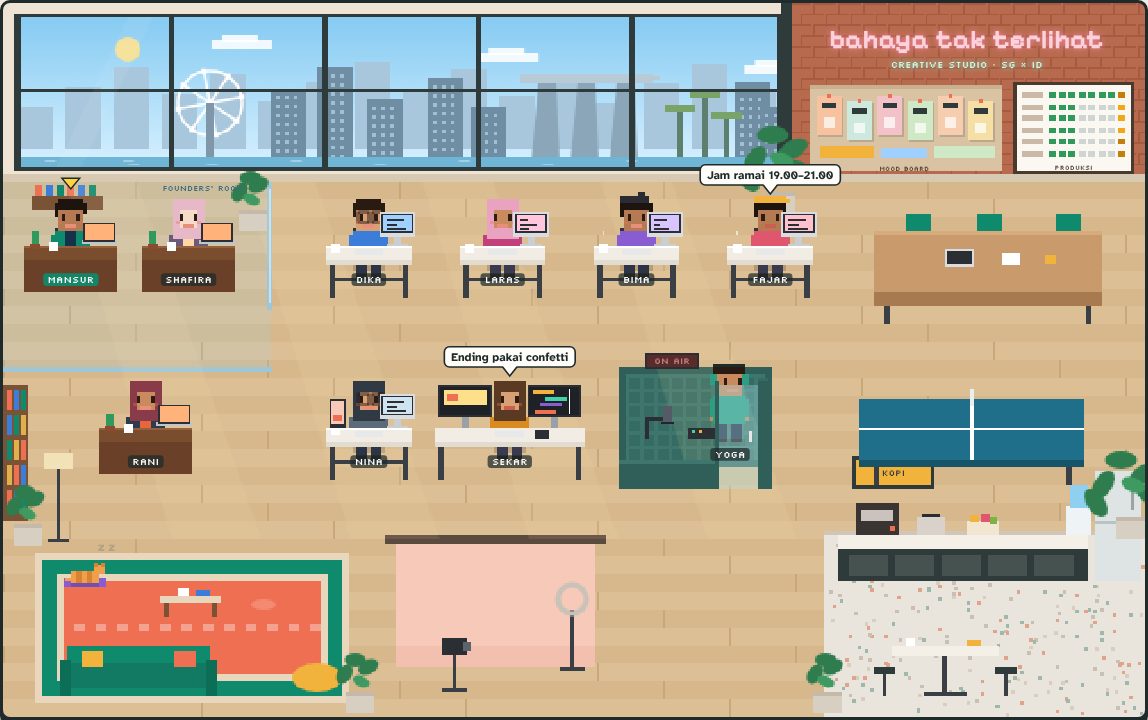 bahaya tak terlihat
CREATIVE STUDIO · SG × ID
MOOD BOARD
PRODUKSI
FOUNDERS' ROO
Jam ramai 19.00–21.00
MANSUR
SHAFIRA
DIKA
LARAS
BIMA
FAJAR
Ending pakai confetti
ON AIR
RANI
NINA
SEKAR
YOGA
KOPI
z z